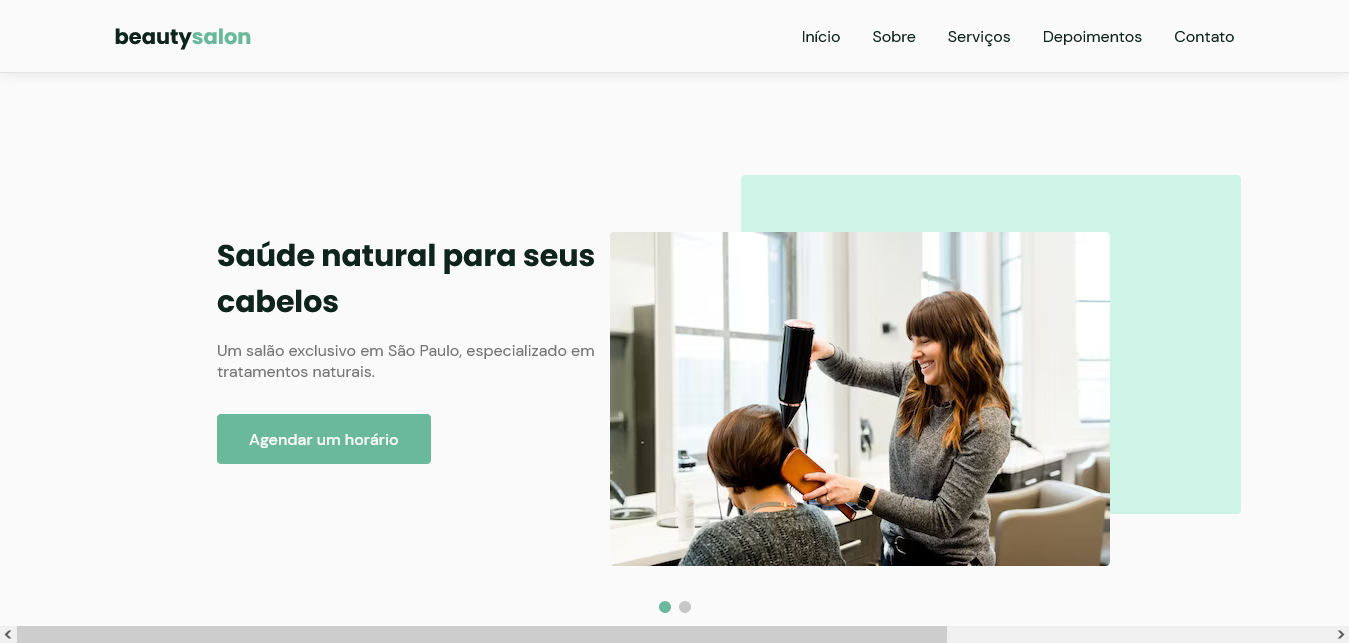 beautysalon
Início Sobre Serviços Depoimentos Contato
Saúde natural para seus
cabelos
Um salão exclusivo em São Paulo, especializado em
tratamentos naturais.
Agendar um horário